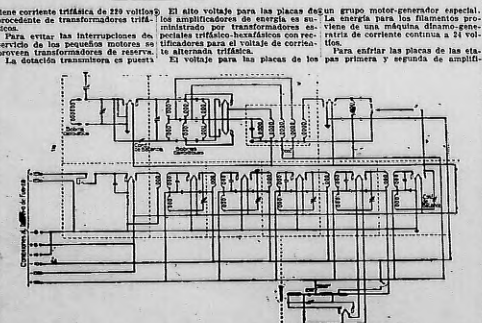 iene corriente trifásica de 220 voltios
procedente de transformadores trifá-
sicos.
Para evitar las interrupciones de
servicio de los pequeños motores se
proveen transformadores de reserva.
La dotación transmisora es puesta
El alto voltaje para las placas de
los amplificadores de energía es su-
ministrado por transformadores es-
peciales trifásico-hexafásicos con rec-
tificadores para el voltaje de corrien-
te alternada trifásica.
El voltaje para las placas de los
un grupo motor-generador especial.
La energía para los filamentos pro-
viene de una máquina dinamo-gene-
ratriz de corriente continua a 24 vol-
tios.
Para enfriar las placas de las eta-
pas primera y segunda de amplifi-